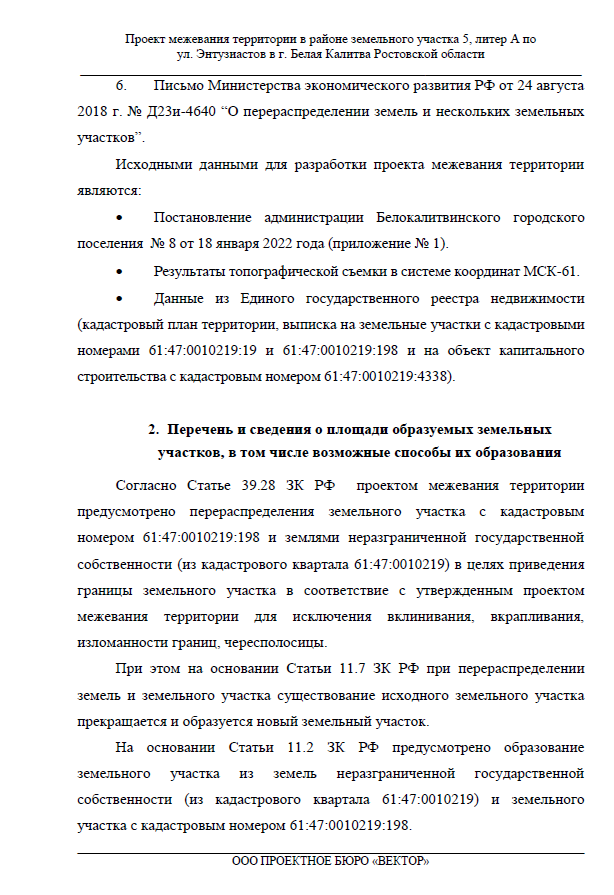 Проект межевания территории в районе земельного участка 5, литер А по
ул. Энтузиастов в г. Белая Калитва Ростовской области
6. Письмо Министерства экономического развития РФ от 24 августа
2018 г. № Д23и-4640 “О перераспределении земель и нескольких земельных
участков”.
Исходными данными для разработки проекта межевания территории
являются:
• Постановление администрации Белокалитвинского городского
поселения № 8 от 18 января 2022 года (приложение № 1).
• Результаты топографической съемки в системе координат МСК-61.
• Данные из Единого государственного реестра недвижимости
(кадастровый план территории, выписка на земельные участки с кадастровыми
номерами 61:47:0010219:19 и 61:47:0010219:198 и на объект капитального
строительства с кадастровым номером 61:47:0010219:4338).
2. Перечень и сведения о площади образуемых земельных
участков, в том числе возможные способы их образования
Согласно Статье 39.28 ЗК РФ проектом межевания территории
предусмотрено перераспределения земельного участка с кадастровым
номером 61:47:0010219:198 и землями неразграниченной государственной
собственности (из кадастрового квартала 61:47:0010219) в целях приведения
границы земельного участка в соответствие с утвержденным проектом
межевания территории для исключения вклинивания, вкрапливания,
изломанности границ, чересполосицы.
При этом на основании Статьи 11.7 ЗК РФ при перераспределении
земель и земельного участка существование исходного земельного участка
прекращается и образуется новый земельный участок.
На основании Статьи 11.2 ЗК РФ предусмотрено образование
земельного участка из земель неразграниченной государственной
собственности (из кадастрового квартала 61:47:0010219) и земельного
участка с кадастровым номером 61:47:0010219:198.
ООО ПРОЕКТНОЕ БЮРО «ВЕКТОР»